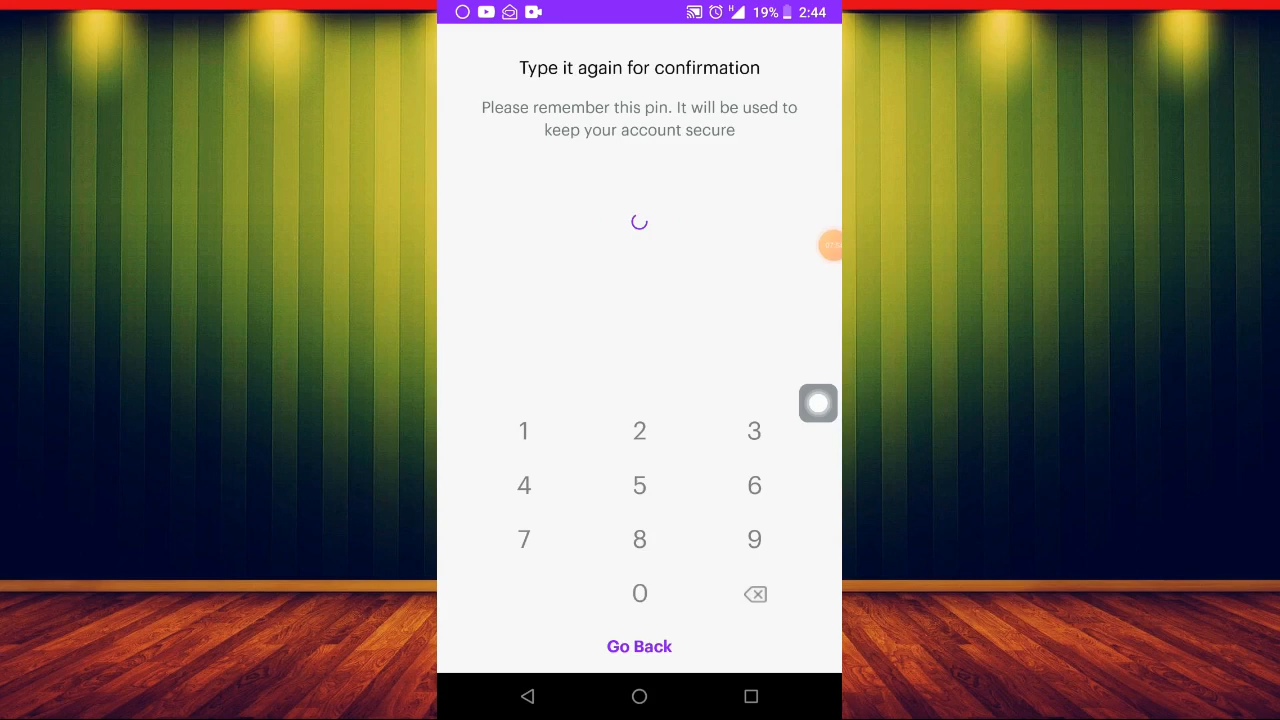 H 19% 2:44
Type it again for confirmation
Please remember this pin. It will be used to
keep your account secure
1 2 3
4 5 6
7 8 9
0
Go Back